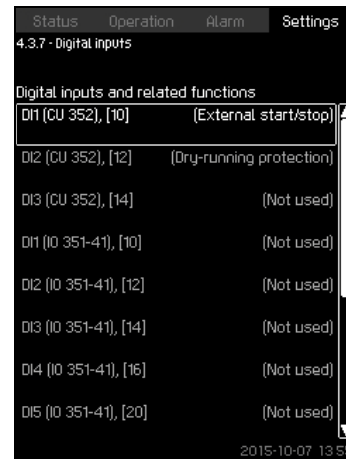 Status Operation Alarm Settings
4.3.7 - Digital inputs
Digital inputs and related functions
DI1 (CU 352), [10] (External start/stop)
DI2 (CU 352), [12] (Dry-running protection)
DI3 (CU 352), [14] (Not used)
DI1 (IO 351-41), [10] (Not used)
DI2 (IO 351-41), [12] (Not used)
DI3 (IO 351-41), [14] (Not used)
DI4 (IO 351-41), [16] (Not used)
DI5 (IO 351-41), [20] (Not used)
2015-10-07 13:5